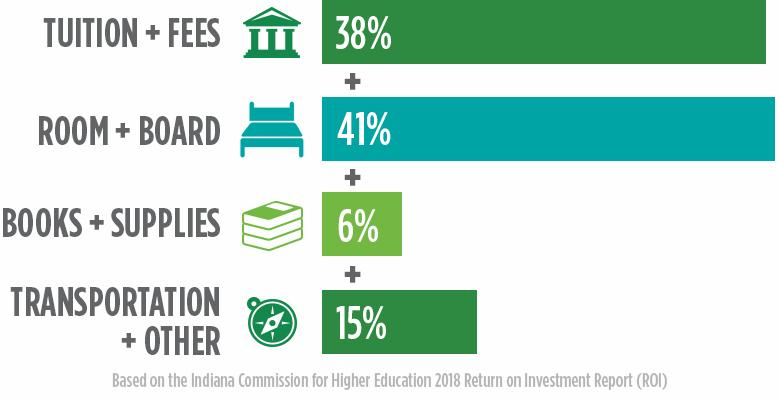 TUITION + FEES 38%
+
ROOM + BOARD 41%
+
BOOKS + SUPPLIES 6%
+
TRANSPORTATION
+ OTHER 15%
Based on the Indiana Commission for Higher Education 2018 Return on Investment Report (ROI)